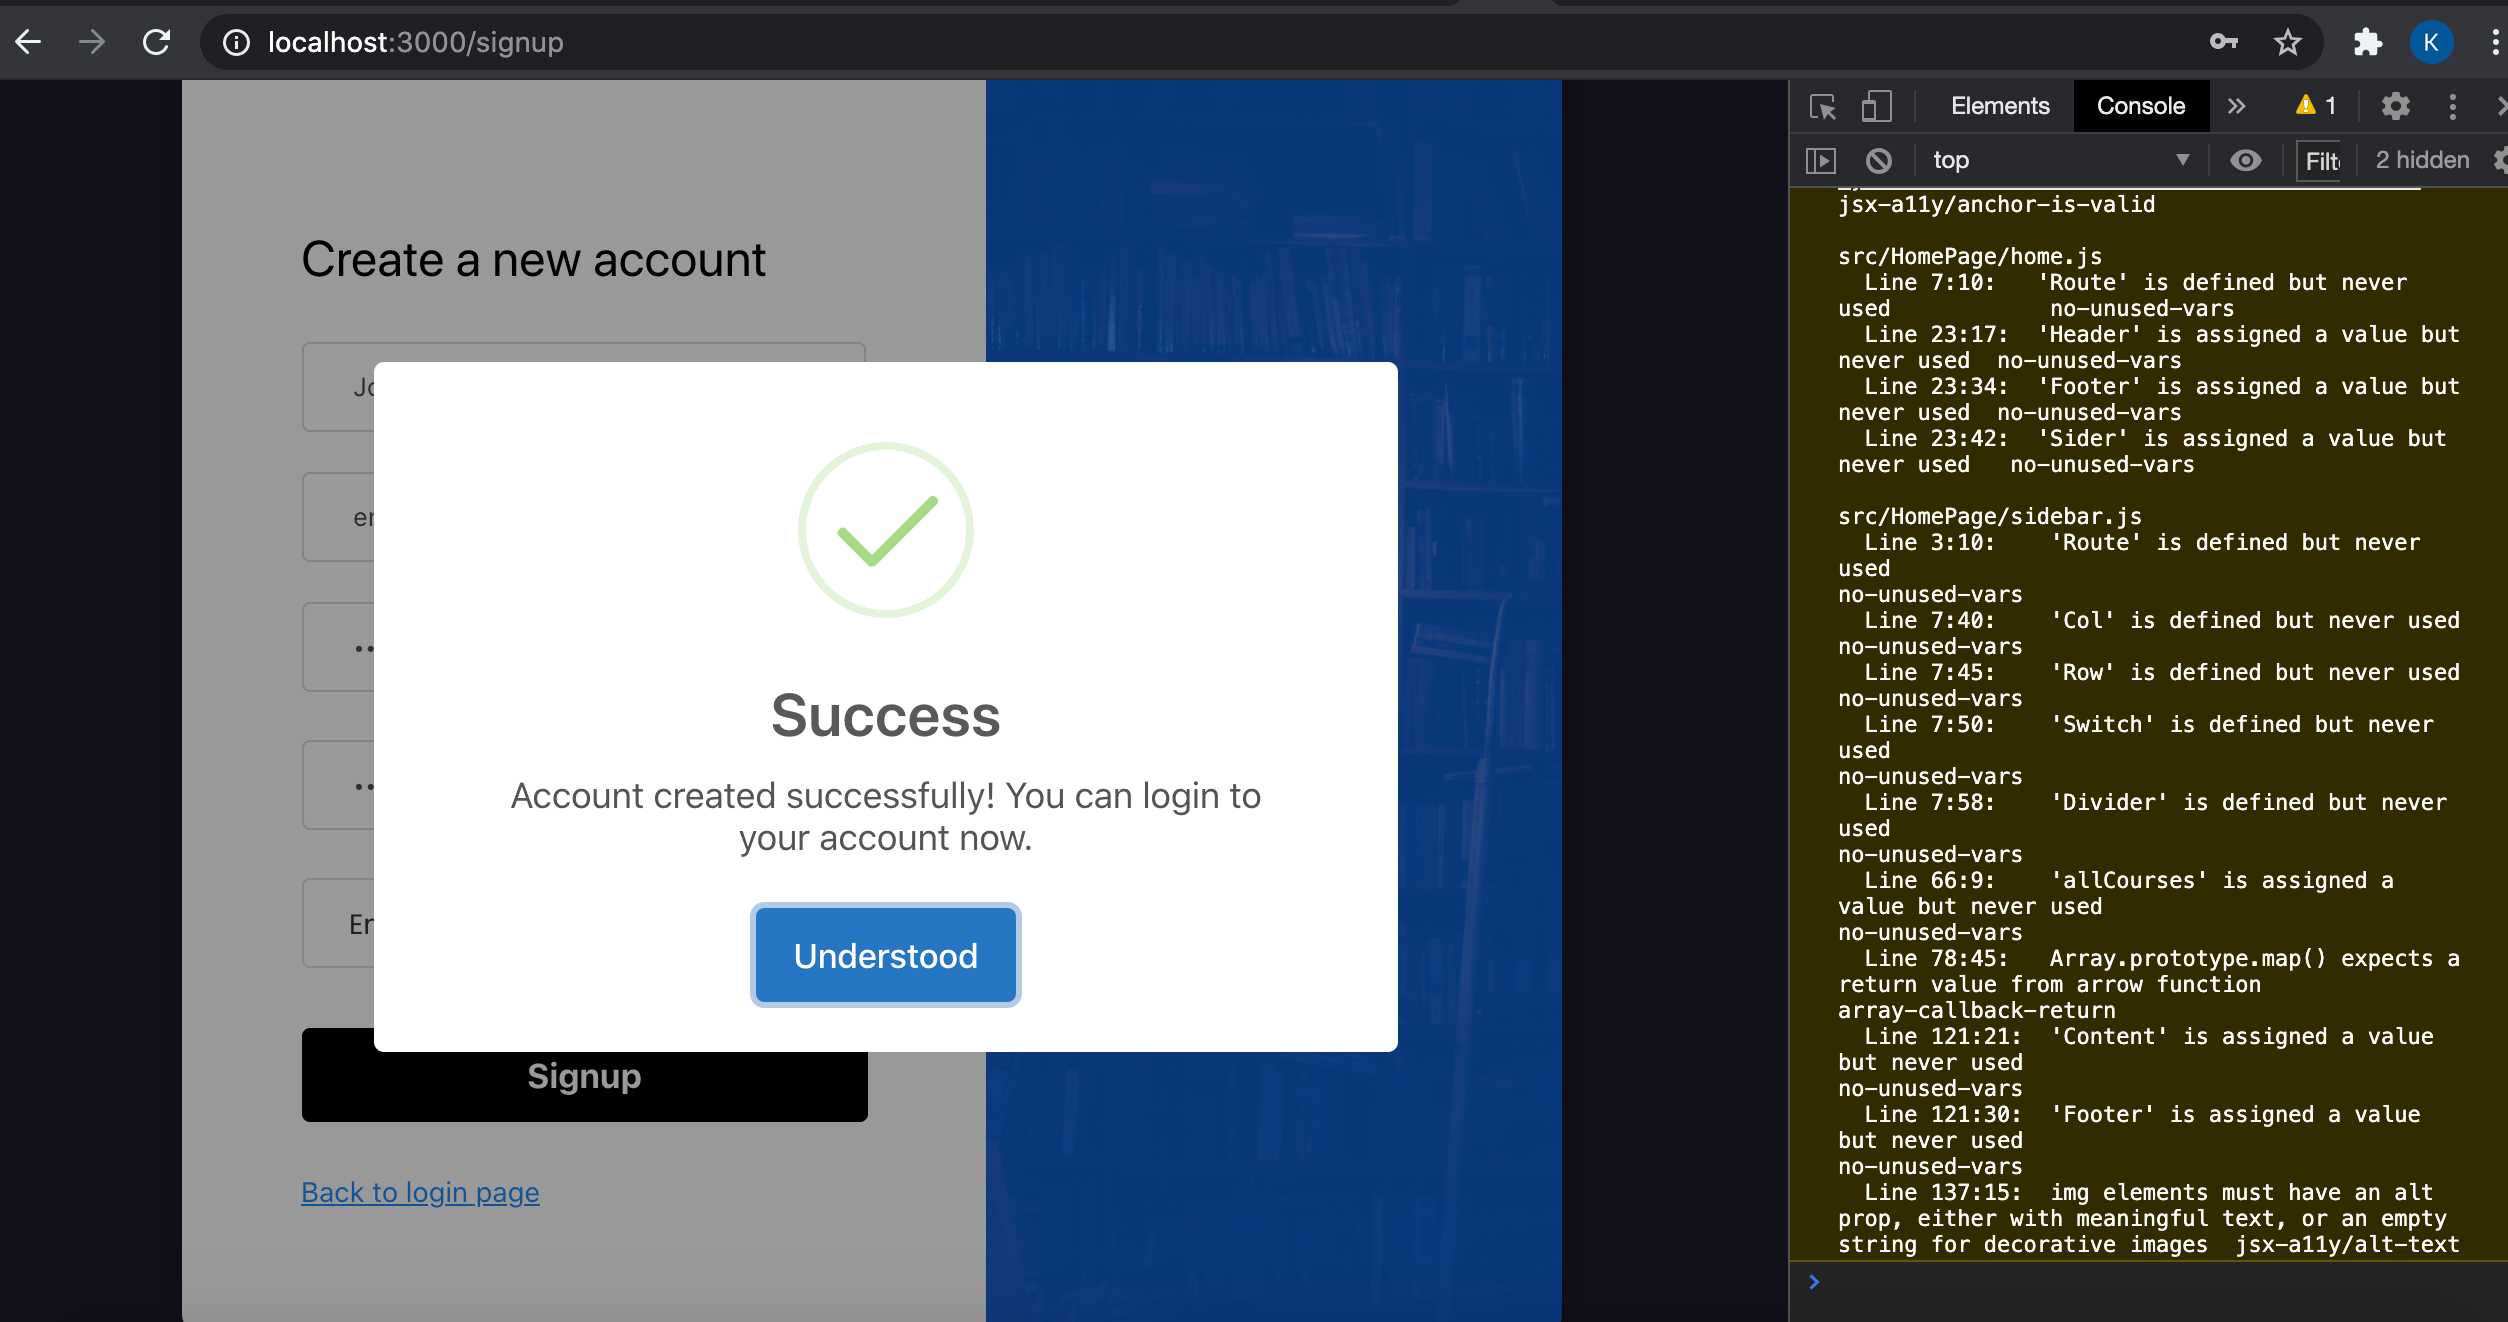 localhost:3000/signup
K
Elements
Console
1
top
2 hidden
Create a new account
Success
Account created successfully! You can login to
your account now.
Understood
Signup
Back to login page
jsx-a11y/anchor-is-valid
src/HomePage/home.js
Line 7:10: 'Route' is defined but never
used no-unused-vars
Line 23:17: 'Header' is assigned a value but
never used no-unused-vars
Line 23:34: 'Footer' is assigned a value but
never used no-unused-vars
Line 23:42: 'Sider' is assigned a value but
never used no-unused-vars
src/HomePage/sidebar.js
Line 3:10: 'Route' is defined but never
used
no-unused-vars
Line 7:40: 'Col' is defined but never used
no-unused-vars
Line 7:45: 'Row' is defined but never used
no-unused-vars
Line 7:50: 'Switch' is defined but never
used
no-unused-vars
Line 7:58: 'Divider' is defined but never
used
no-unused-vars
Line 66:9: 'allCourses' is assigned a
value but never used
no-unused-vars
Line 78:45: Array.prototype.map() expects a
return value from arrow function
array-callback-return
Line 121:21: 'Content' is assigned a value
but never used
no-unused-vars
Line 121:30: 'Footer' is assigned a value
but never used
no-unused-vars
Line 137:15: img elements must have an alt
prop, either with meaningful text, or an empty
string for decorative images jsx-a11y/alt-text